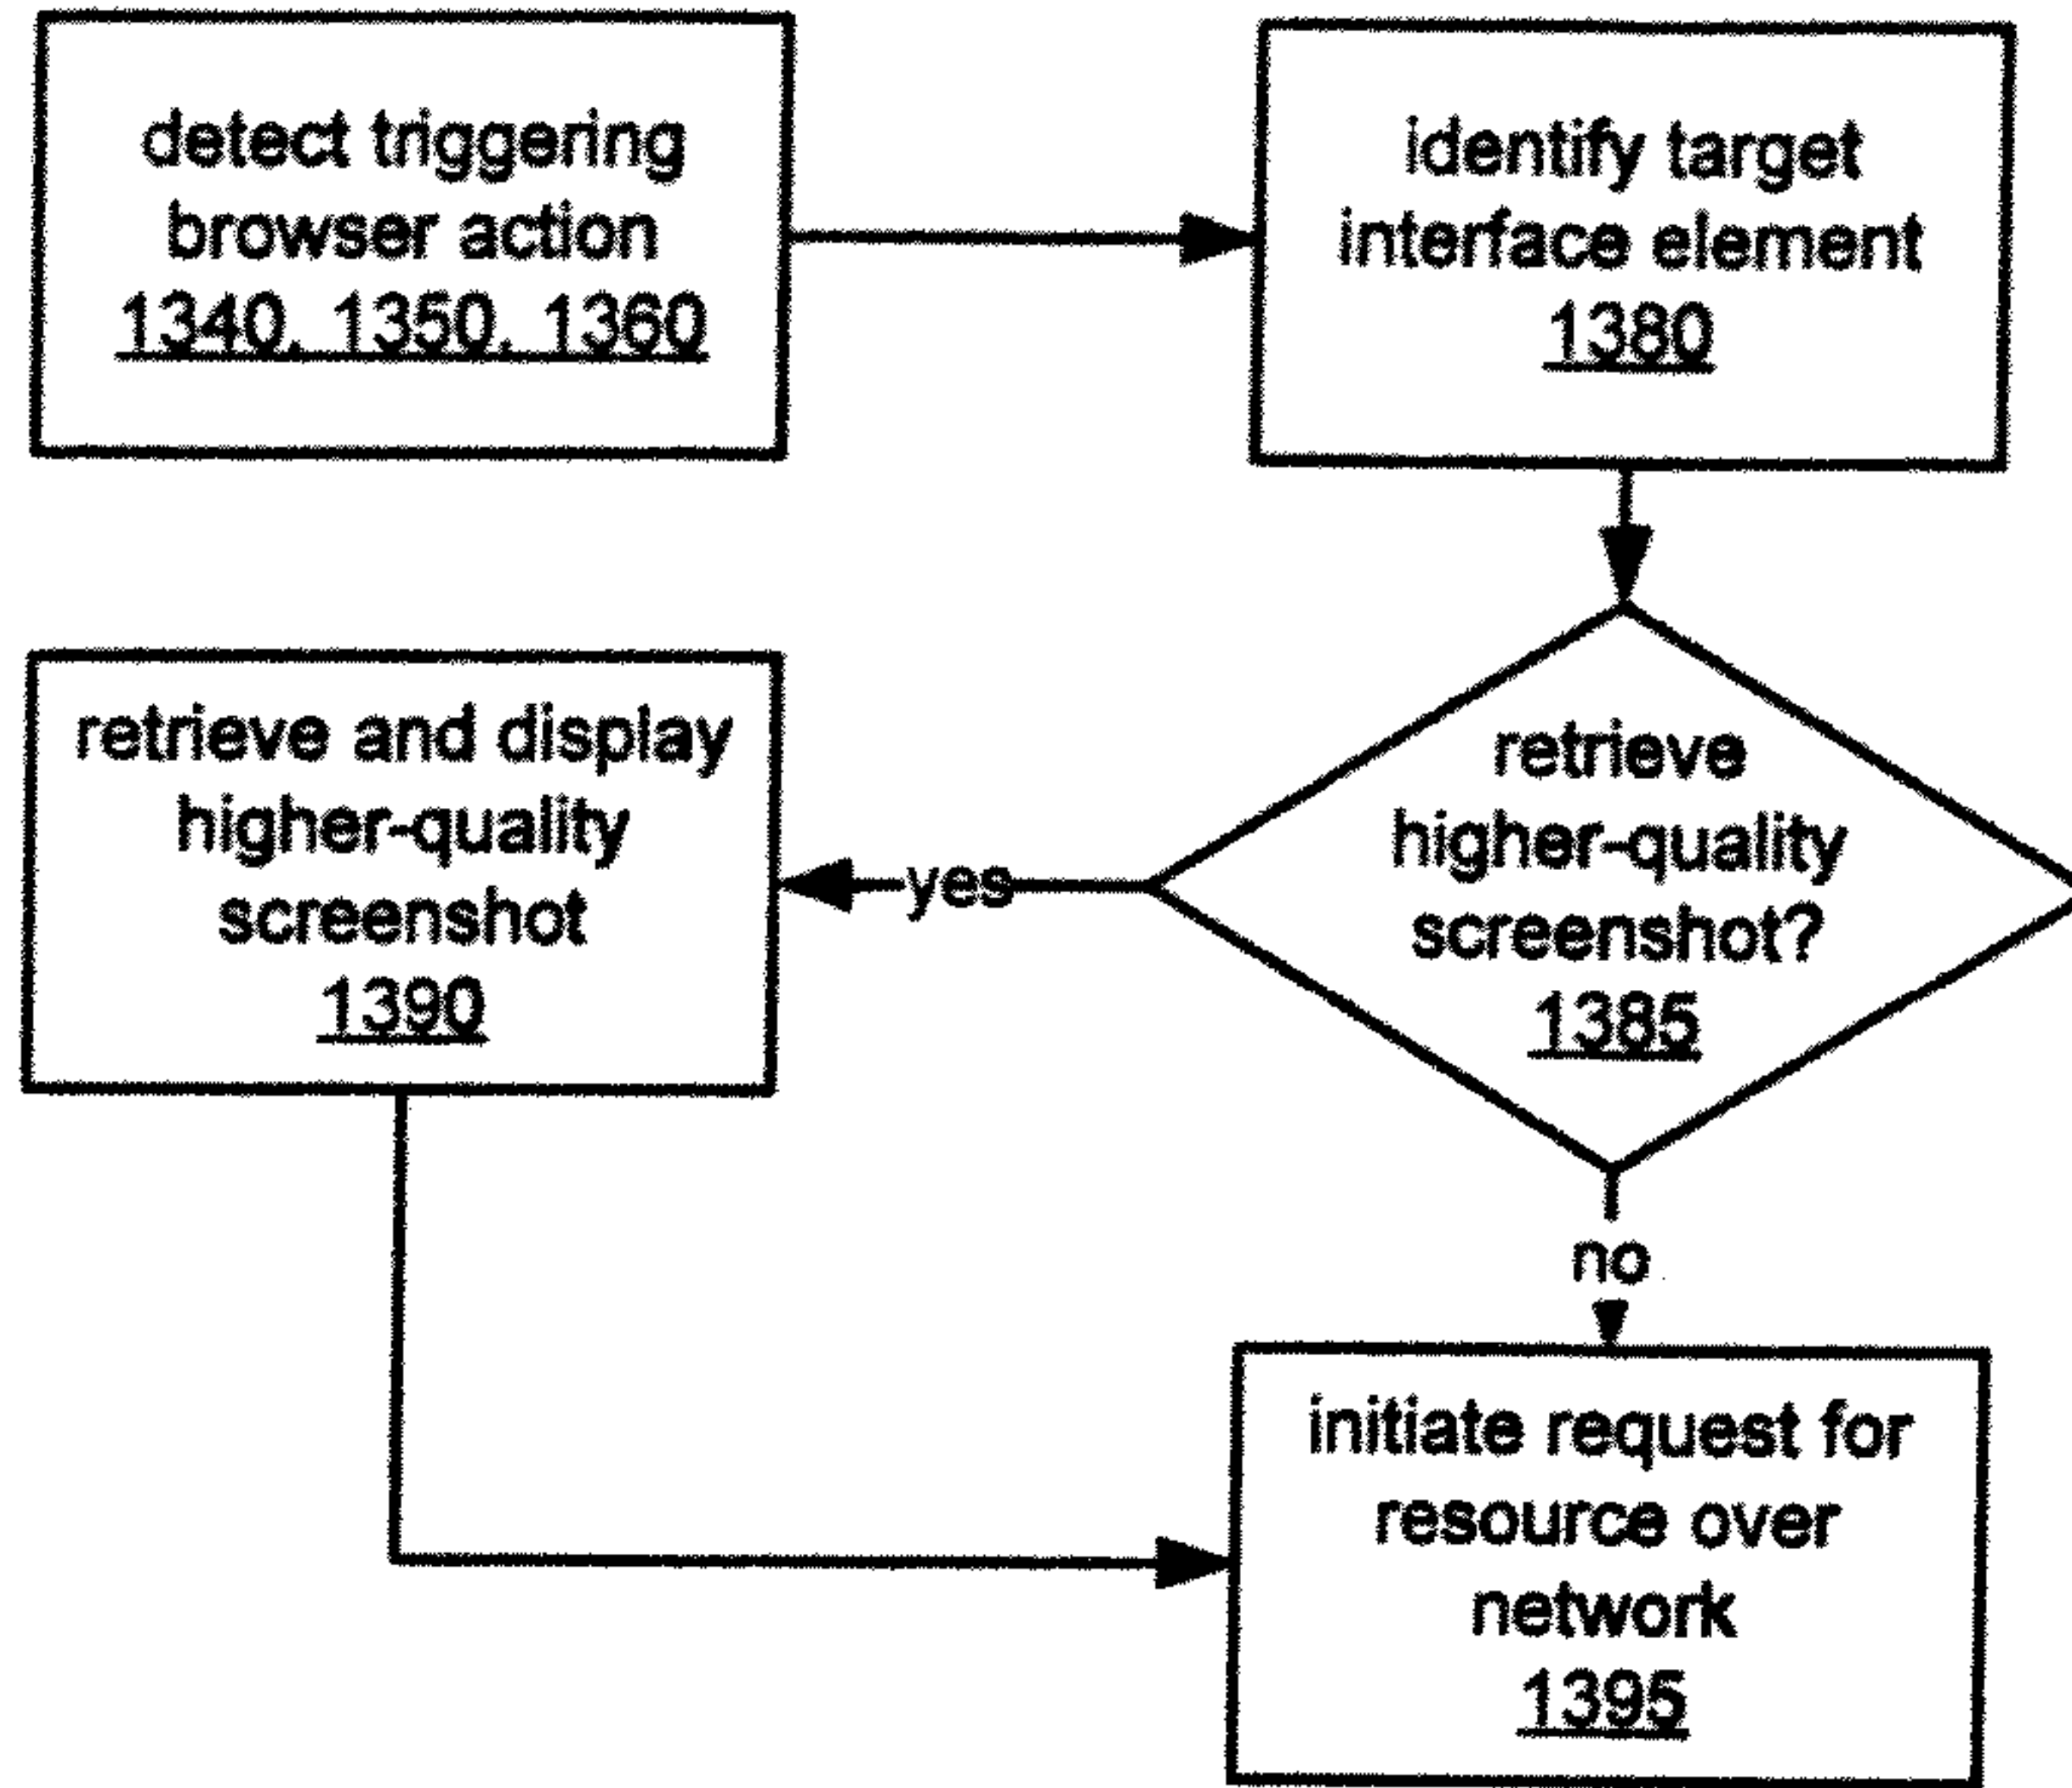 detect triggering
browser action
1340, 1350, 1360
identify target
interface element
1380
retrieve
higher-quality
screenshot?
1385
yes
retrieve and display
higher-quality
screenshot
1390
no
initiate request for
resource over
network
1395